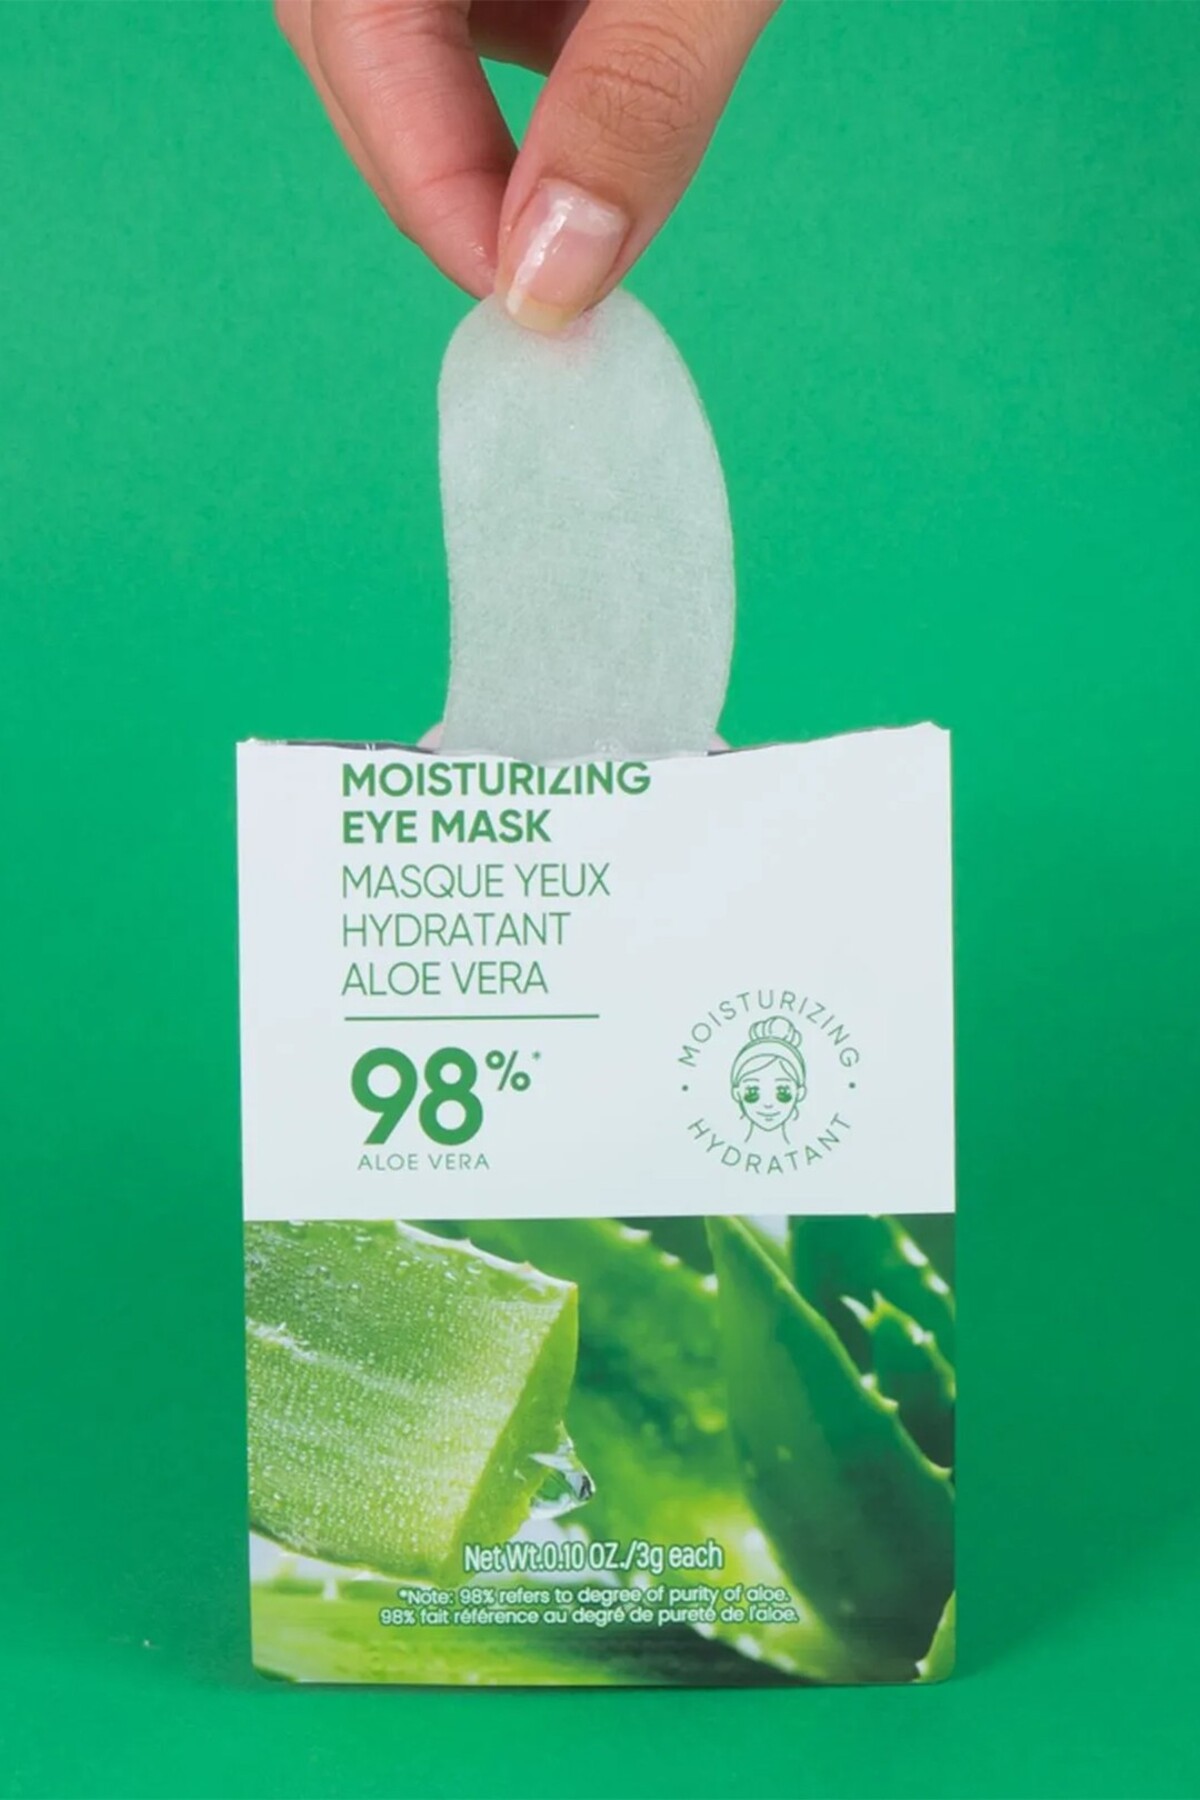 MOISTURIZING
EYE MASK
MASQUE YEUX
HYDRATANT
ALOE VERA
98%*
ALOE VERA
• MOISTURIZING •
HYDRATANT
Net Wt.0.10 OZ./3g each
*Note: 98% refers to degree of purity of aloe.
98% fait référence au degré de pureté de l'aloe.